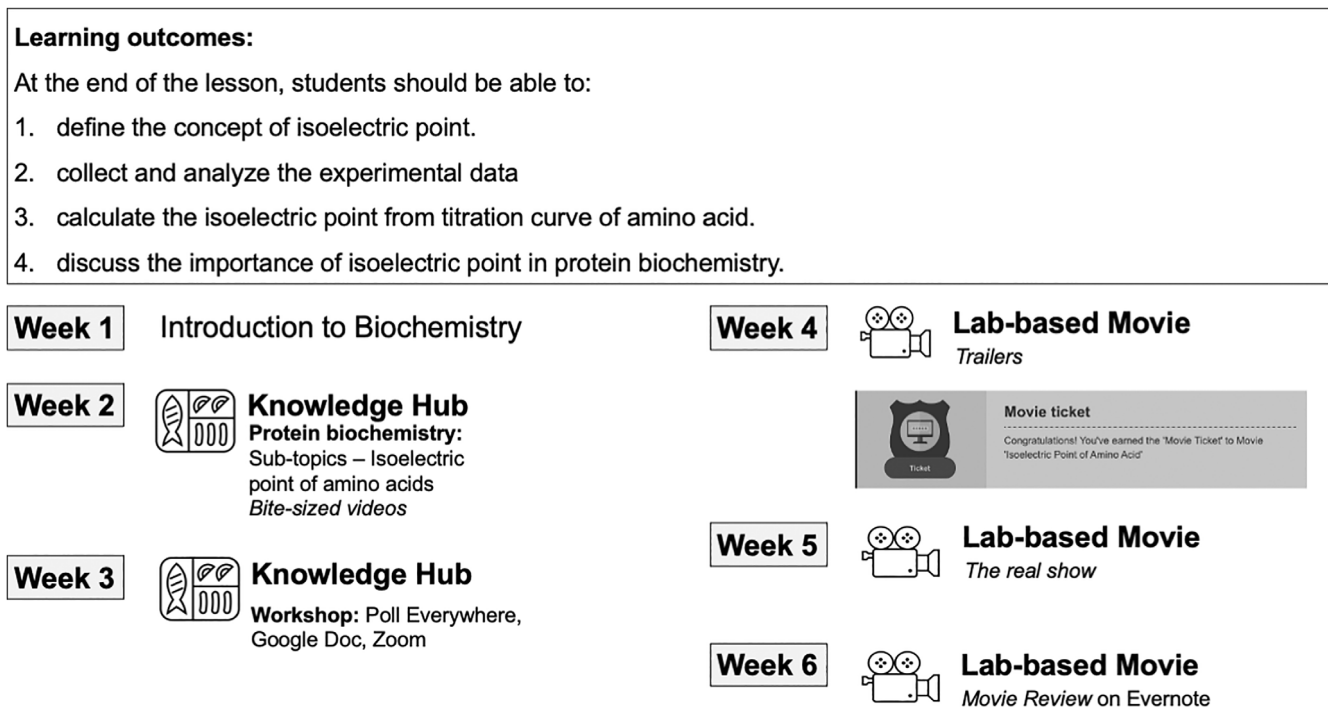 Learning outcomes:
At the end of the lesson, students should be able to:
1. define the concept of isoelectric point.
2. collect and analyze the experimental data
3. calculate the isoelectric point from titration curve of amino acid.
4. discuss the importance of isoelectric point in protein biochemistry.
Week 1
Introduction to Biochemistry
Week 2
Knowledge Hub
Protein biochemistry:
Sub-topics – Isoelectric
point of amino acids
Bite-sized videos
Week 3
Knowledge Hub
Workshop: Poll Everywhere,
Google Doc, Zoom
Week 4
Lab-based Movie
Trailers
Ticket
Movie ticket
Congratulations! You've earned the 'Movie Ticket' to Movie
'Isoelectric Point of Amino Acid'
Week 5
Lab-based Movie
The real show
Week 6
Lab-based Movie
Movie Review on Evernote